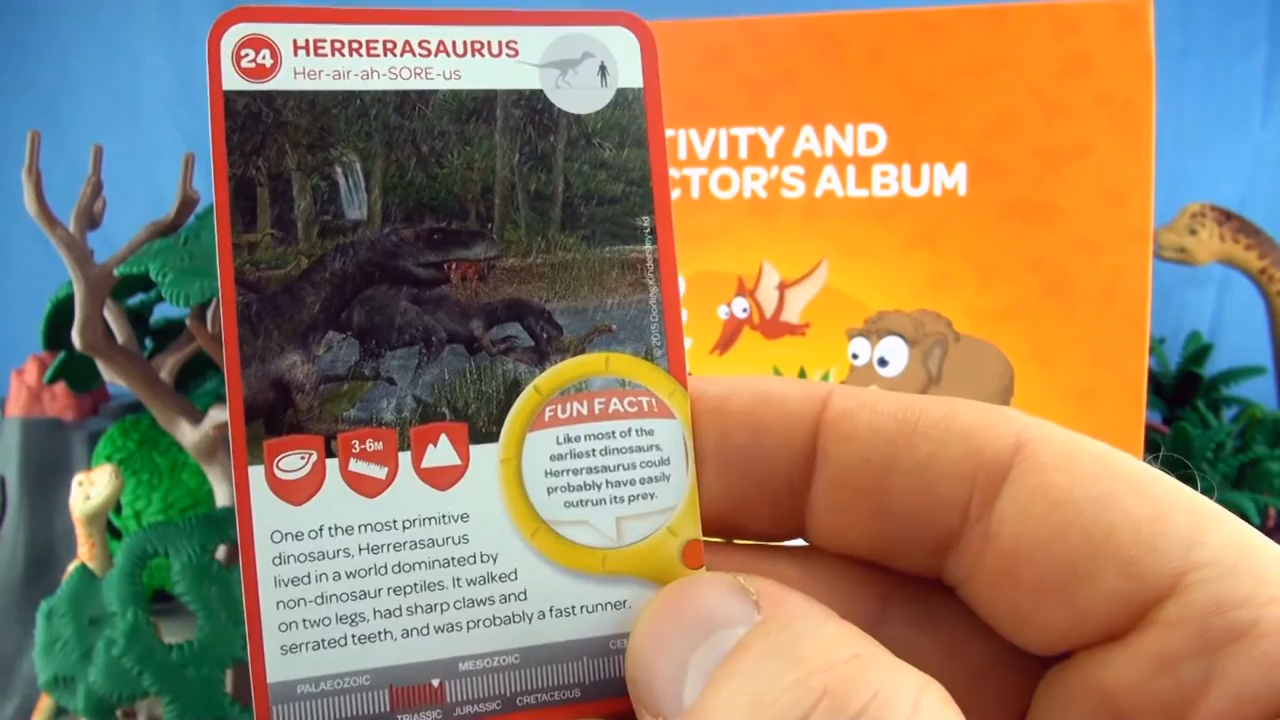 24
HERRERASAURUS
Her-air-ah-SORE-us
TIVITY AND
CTOR'S ALBUM
© 2015 Dorling Kindersley Ltd
FUN FACT!
Like most of the
earliest dinosaurs,
Herrerasaurus could
probably have easily
outrun its prey.
3-6M
One of the most primitive
dinosaurs, Herrerasaurus
lived in a world dominated by
non-dinosaur reptiles. It walked
on two legs, had sharp claws and
serrated teeth, and was probably a fast runner.
PALAEOZOIC MESOZOIC CEN
TRIASSIC JURASSIC CRETACEOUS